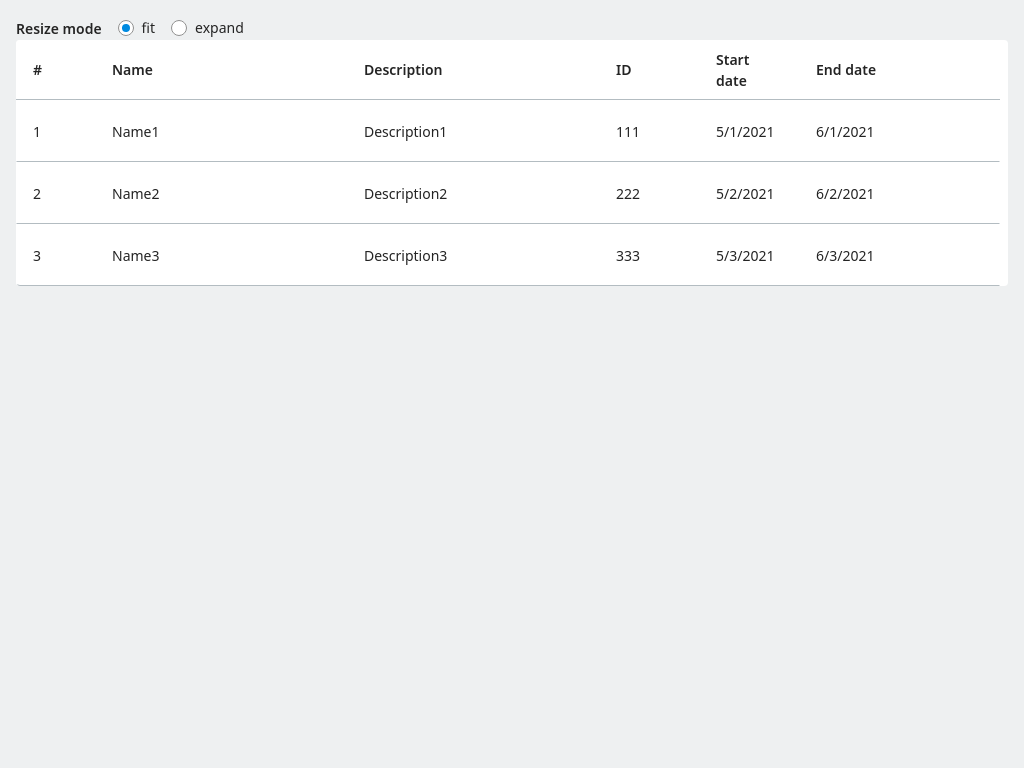 Resize mode fit expand
# Name Description ID Start date End date
1 Name1 Description1 111 5/1/2021 6/1/2021
2 Name2 Description2 222 5/2/2021 6/2/2021
3 Name3 Description3 333 5/3/2021 6/3/2021